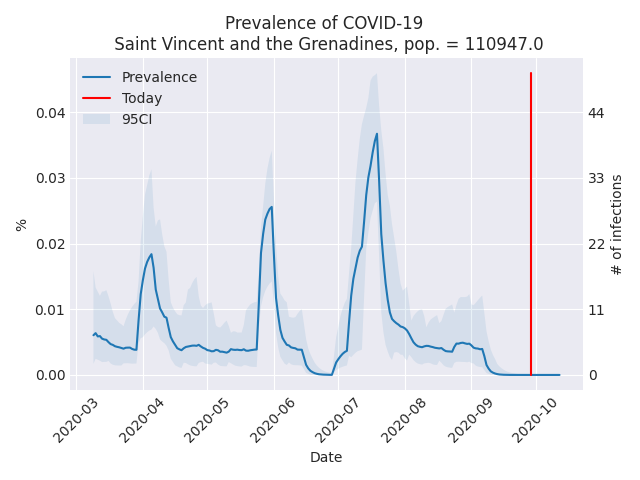 Prevalence of COVID-19
Saint Vincent and the Grenadines, pop. = 110947.0
Prevalence
Today
95CI
0.04
0.03
0.02
0.01
0.00
%
44
33
22
11
0
# of infections
2020-03
2020-04
2020-05
2020-06
2020-07
2020-08
2020-09
2020-10
Date